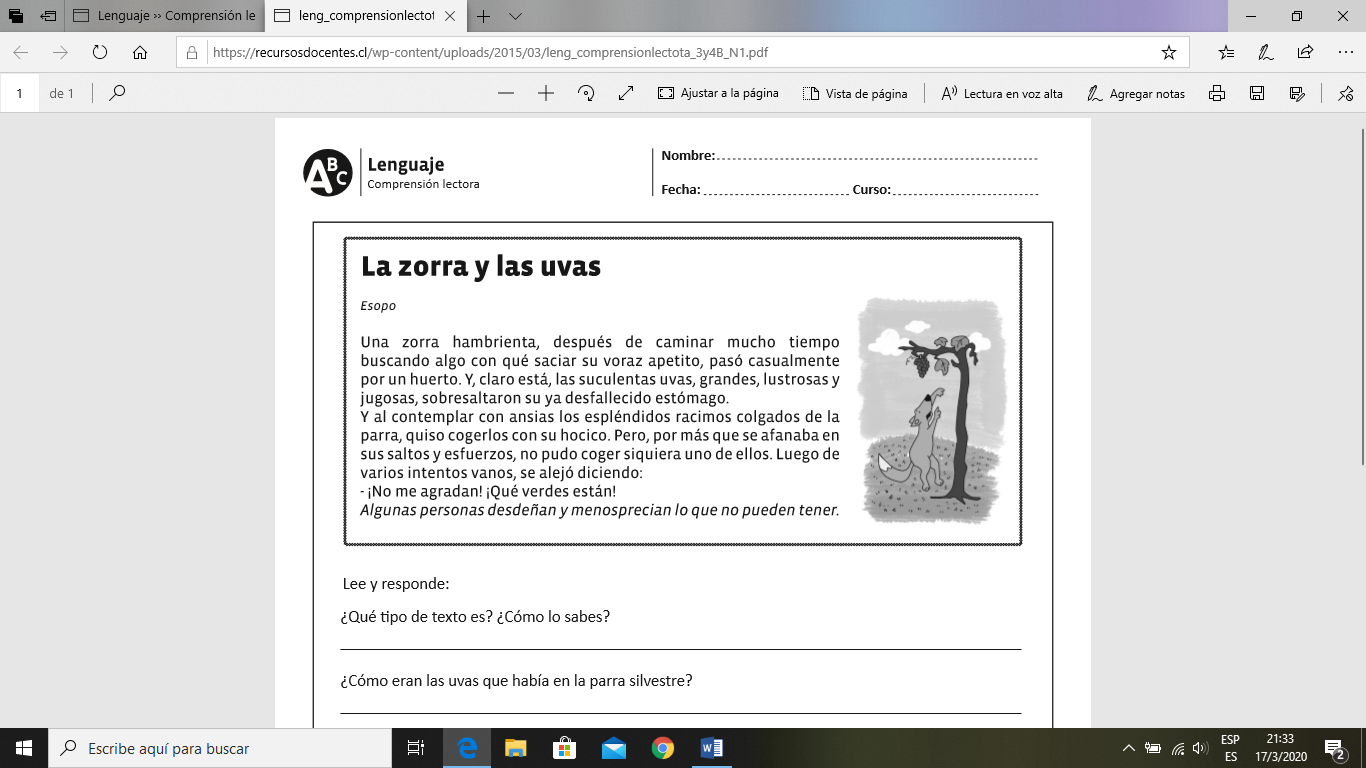 Lenguaje ›› Comprensión le
leng_comprensionlectot
https://recursosdocentes.cl/wp-content/uploads/2015/03/leng_comprensionlectota_3y4B_N1.pdf
1 de 1
Ajustar a la página
Vista de página
Lectura en voz alta
Agregar notas
ABC
Lenguaje
Comprensión lectora
Nombre:
Fecha: Curso:
La zorra y las uvas
Esopo
Una zorra hambrienta, después de caminar mucho tiempo
buscando algo con qué saciar su voraz apetito, pasó casualmente
por un huerto. Y, claro está, las suculentas uvas, grandes, lustrosas y
jugosas, sobresaltaron su ya desfallecido estómago.
Y al contemplar con ansias los espléndidos racimos colgados de la
parra, quiso cogerlos con su hocico. Pero, por más que se afanaba en
sus saltos y esfuerzos, no pudo coger siquiera uno de ellos. Luego de
varios intentos vanos, se alejó diciendo:
- ¡No me agradan! ¡Qué verdes están!
Algunas personas desdeñan y menosprecian lo que no pueden tener.
Lee y responde:
¿Qué tipo de texto es? ¿Cómo lo sabes?
¿Cómo eran las uvas que había en la parra silvestre?
Escribe aquí para buscar
ESP
ES
21:33
17/3/2020
2